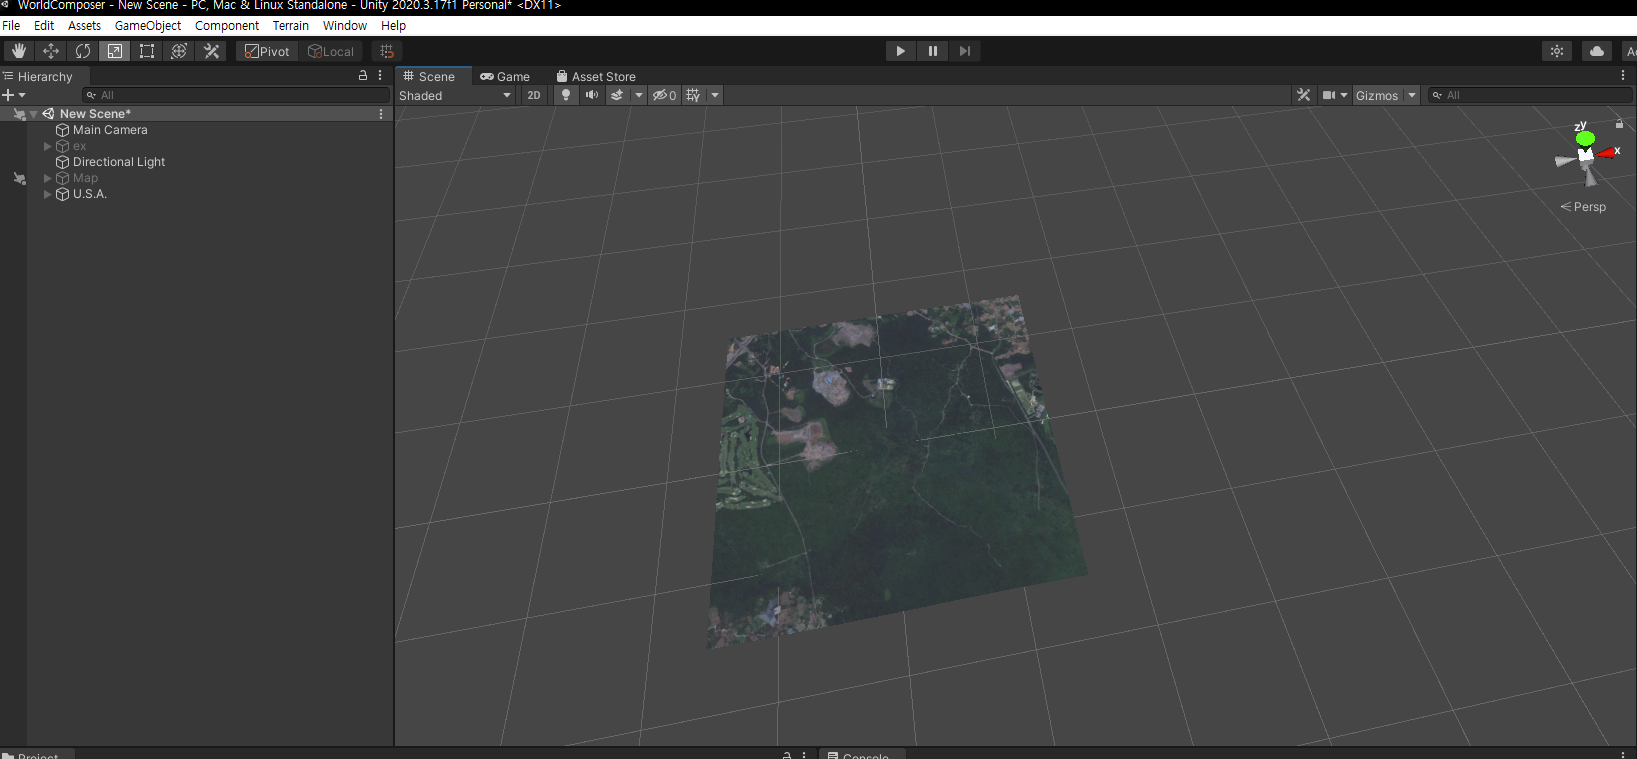 WorldComposer - New Scene - PC, Mac & Linux Standalone - Unity 2020.3.17f1 Personal* <DX11>
File Edit Assets GameObject Component Terrain Window Help
Pivot Local
Hierarchy Scene Game Asset Store
All Shaded 2D 0 Gizmos All
New Scene*
Main Camera
ex
Directional Light
Map
U.S.A.
z y
x
Persp
Project Console